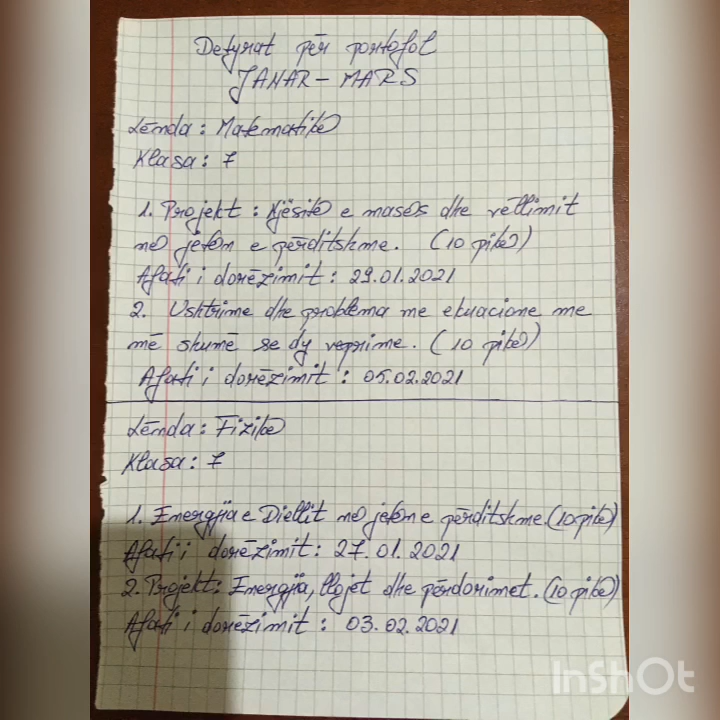 Detyrat për portofol
JANAR - MARS
Lënda : Matematikë
Klasa : 7
1. Projekt : Njësitë e masës dhe vëllimit
në jetën e përditshme. (10 pikë)
Afati i dorëzimit : 29.01.2021
2. Ushtrime dhe problema me ekuacione me
më shumë se dy veprime. (10 pikë)
Afati i dorëzimit : 05.02.2021
Lënda : Fizikë
Klasa : 7
1. Energjia e Diellit në jetën e përditshme. (10 pikë)
Afati i dorëzimit : 27.01.2021
2. Projekt : Energjia, llojet dhe përdorimet. (10 pikë)
Afati i dorëzimit : 03.02.2021
InShOt